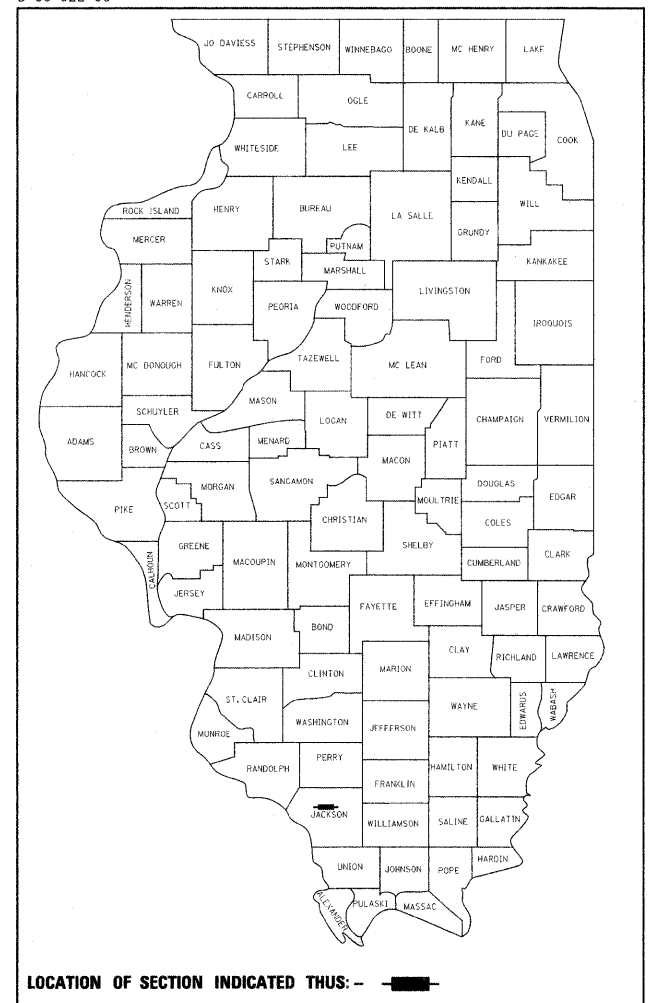 JO DAVIESS STEPHENSON WINNEBAGO BOONE MC HENRY LAKE
CARROLL OGLE
DE KALB KANE DU PAGE COOK
WHITESIDE LEE
KENDALL WILL
ROCK ISLAND HENRY BUREAU LA SALLE
GRUNDY
MERCER PUTNAM
STARK MARSHALL KANKAKEE
HENDERSON WARREN KNOX PEORIA WOODFORD LIVINGSTON
IROQUOIS
HANCOCK MC DONOUGH FULTON TAZEWELL MC LEAN FORD
MASON
SCHUYLER LOGAN DE WITT CHAMPAIGN VERMILION
ADAMS BROWN CASS MENARD PIATT
MACON
MORGAN SANGAMON DOUGLAS
PIKE SCOTT MOULTRIE EDGAR
CHRISTIAN COLES
GREENE SHELBY
CALHOUN MACOUPIN MONTGOMERY CUMBERLAND CLARK
JERSEY
FAYETTE EFFINGHAM JASPER CRAWFORD
MADISON BOND
CLAY RICHLAND LAWRENCE
CLINTON MARION
ST. CLAIR WAYNE EDWARDS WABASH
WASHINGTON JEFFERSON
MONROE
PERRY
RANDOLPH HAMILTON WHITE
FRANKLIN
JACKSON WILLIAMSON SALINE GALLATIN
UNION JOHNSON POPE HARDIN
ALEXANDER PULASKI MASSAC
LOCATION OF SECTION INDICATED THUS: -